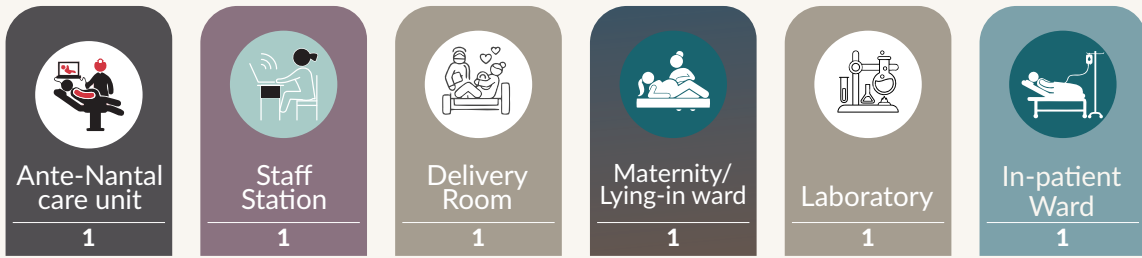 Ante-Nantal
care unit
1
Staff
Station
1
Delivery
Room
1
Maternity/
Lying-in ward
1
Laboratory
1
In-patient
Ward
1